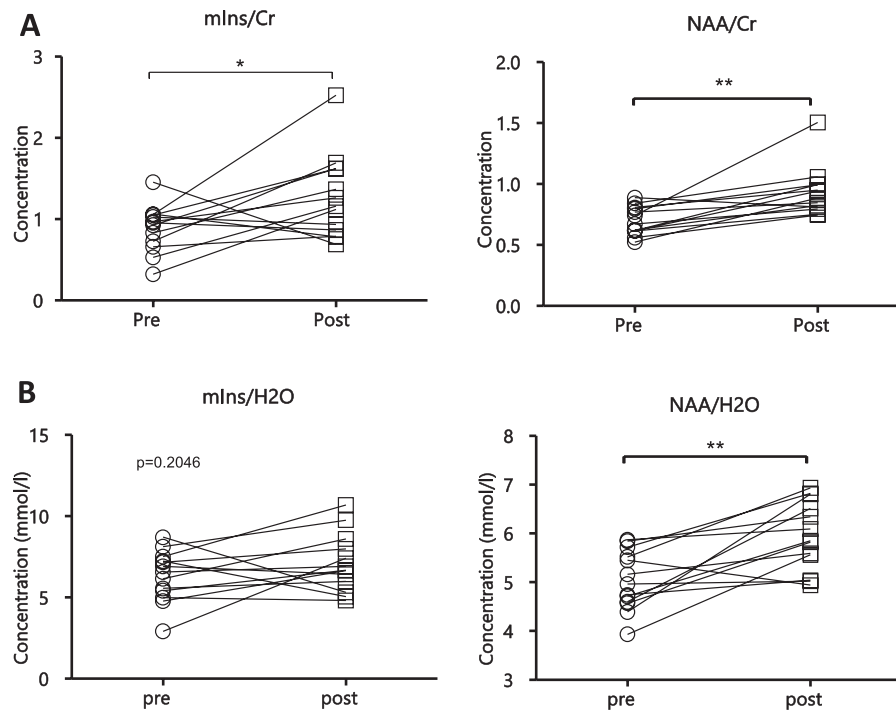 A
mIns/Cr
3
2
1
0
Concentration
*
Pre
Post
NAA/Cr
2.0
1.5
1.0
0.5
0.0
Concentration
**
Pre
Post
B
mIns/H2O
15
10
5
0
Concentration (mmol/l)
p=0.2046
pre
post
NAA/H2O
8
7
6
5
4
3
Concentration (mmol/l)
**
pre
post